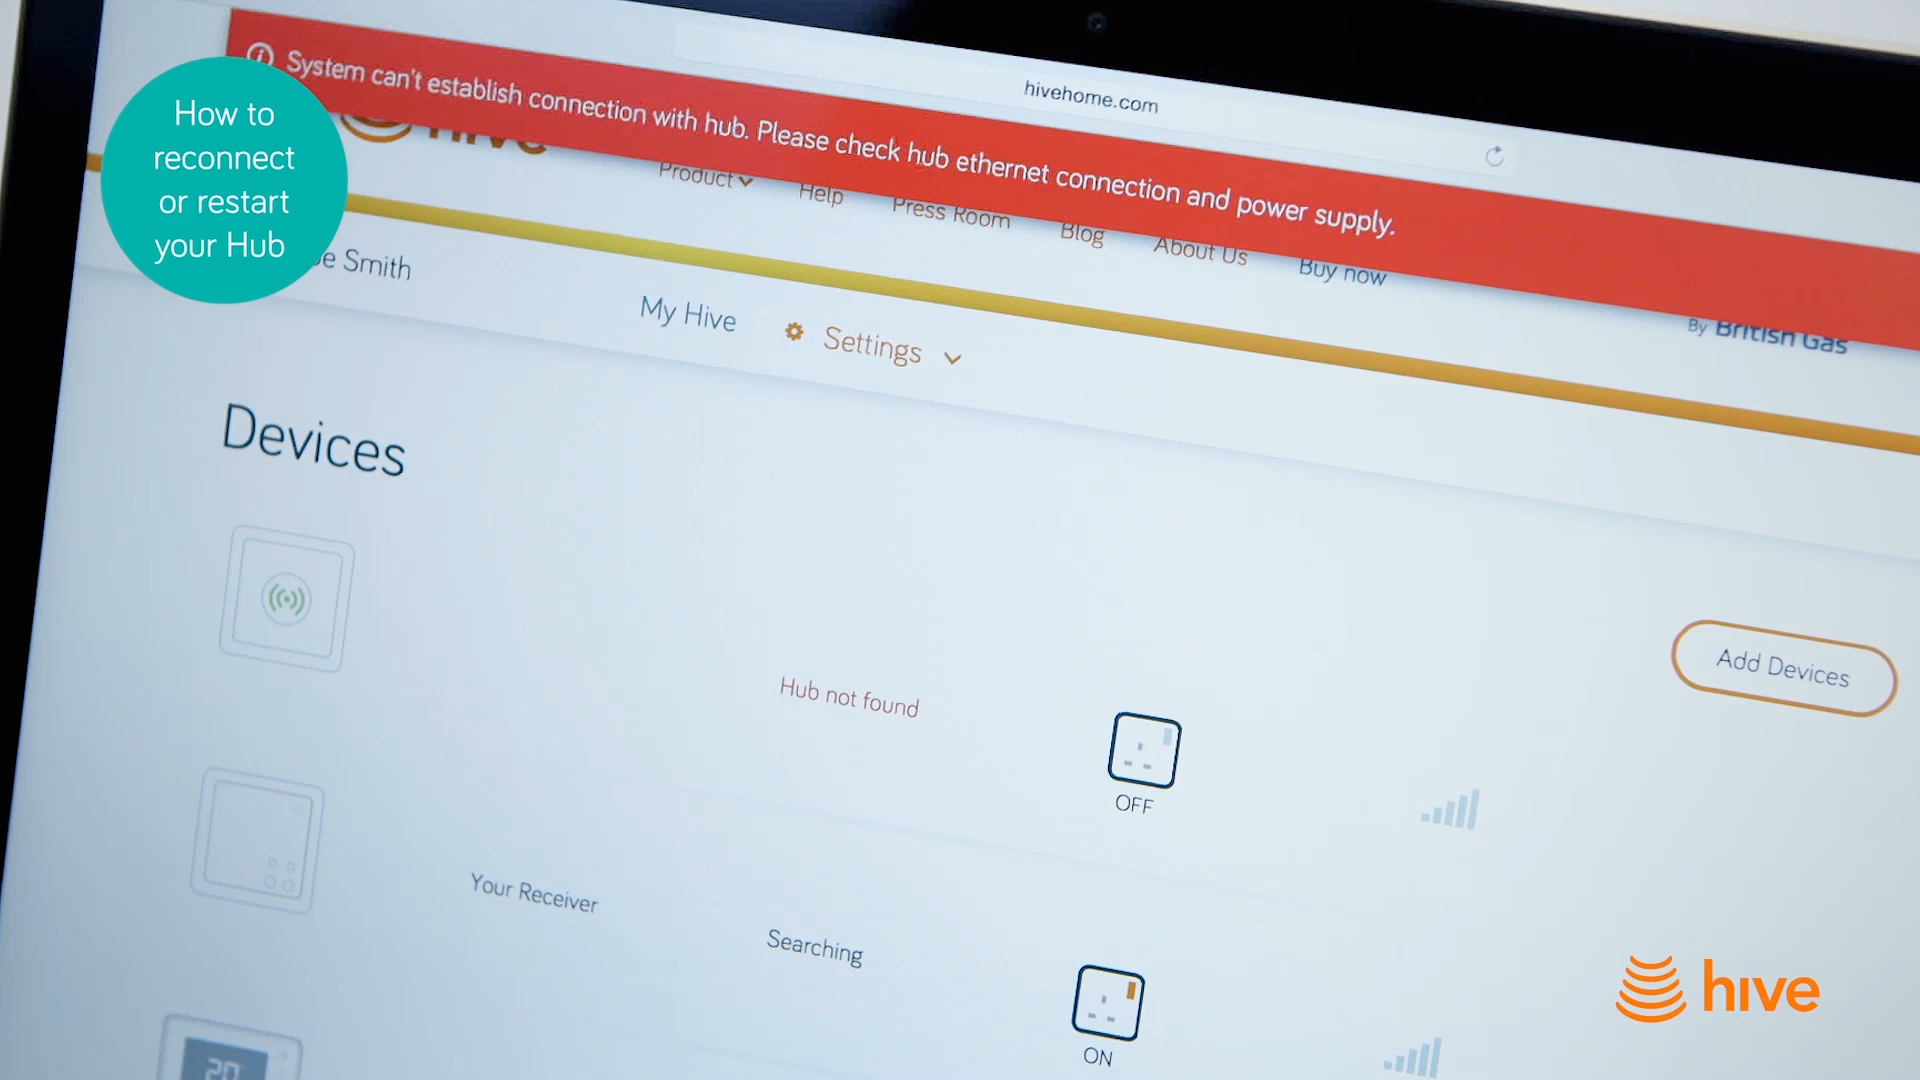 How to
reconnect
or restart
your Hub
System can't establish connection with hub. Please check hub ethernet connection and power supply.
hivehome.com
hive
Product
Help
Press Room
Blog
About Us
Buy now
By British Gas
Smith
My Hive
Settings
Devices
Add Devices
Hub not found
OFF
Your Receiver
Searching
ON
20
hive